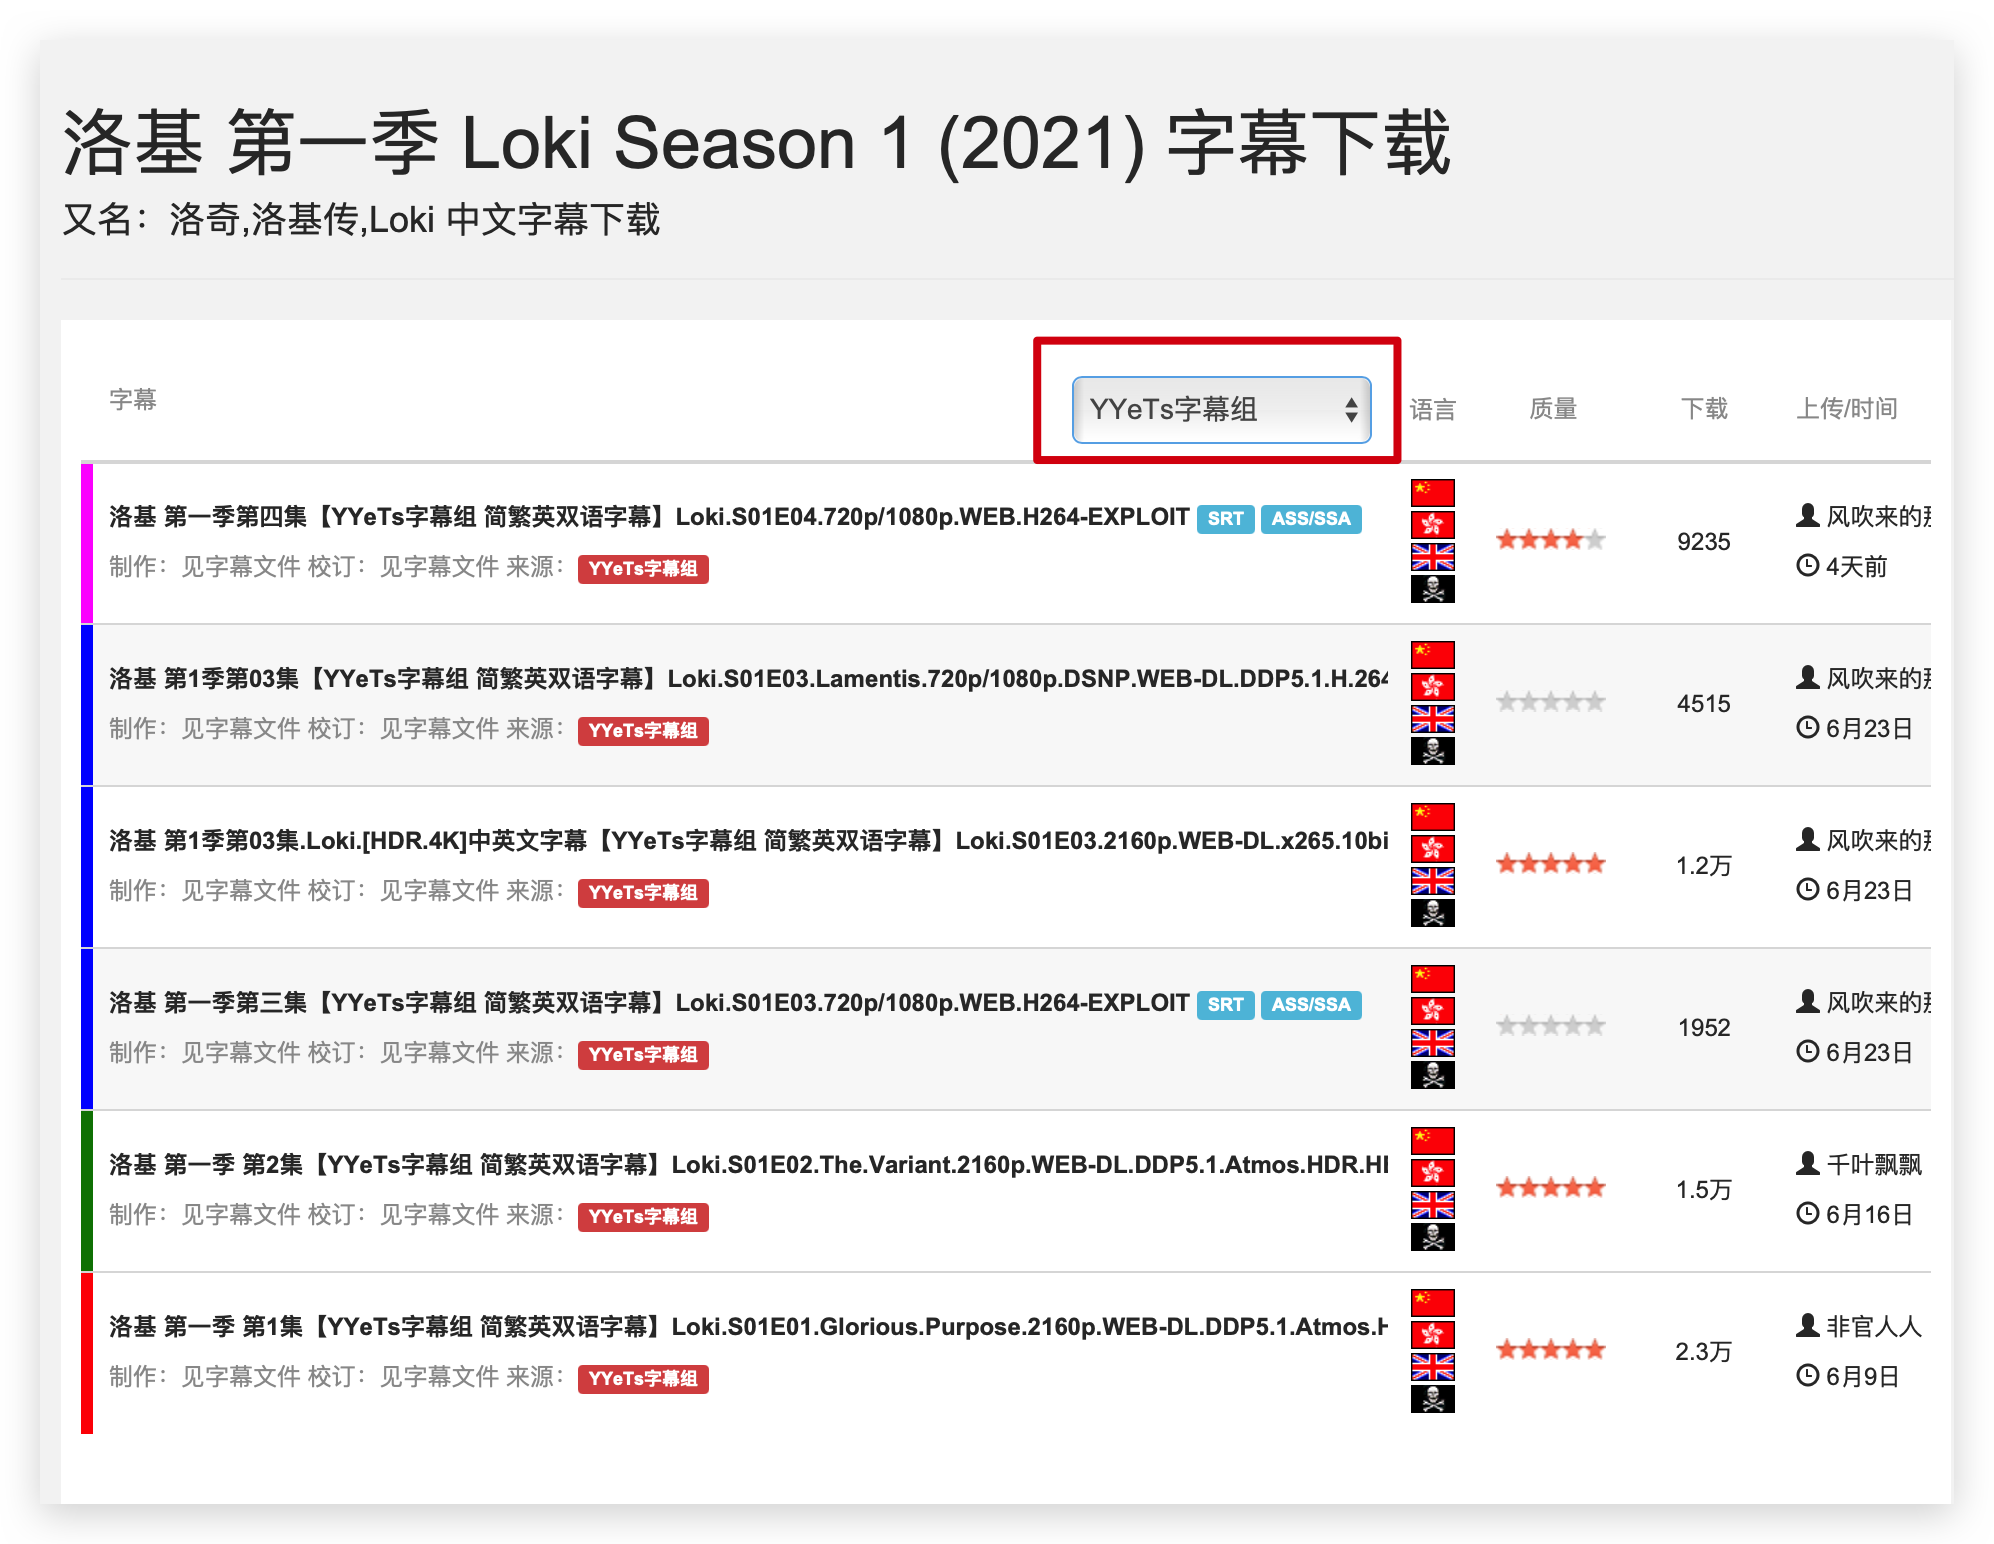 洛基 第一季 Loki Season 1 (2021) 字幕下载
又名：洛奇,洛基传,Loki 中文字幕下载
字幕 YYeTs字幕组 语言 质量 下载 上传/时间
洛基 第一季第四集【YYeTs字幕组 简繁英双语字幕】Loki.S01E04.720p/1080p.WEB.H264-EXPLOIT SRT ASS/SSA
制作：见字幕文件 校订：见字幕文件 来源：YYeTs字幕组
9235
风吹来的
4天前
洛基 第1季第03集【YYeTs字幕组 简繁英双语字幕】Loki.S01E03.Lamentis.720p/1080p.DSNP.WEB-DL.DDP5.1.H.264
制作：见字幕文件 校订：见字幕文件 来源：YYeTs字幕组
4515
风吹来的
6月23日
洛基 第1季第03集.Loki.[HDR.4K]中英文字幕【YYeTs字幕组 简繁英双语字幕】Loki.S01E03.2160p.WEB-DL.x265.10bi
制作：见字幕文件 校订：见字幕文件 来源：YYeTs字幕组
1.2万
风吹来的
6月23日
洛基 第一季第三集【YYeTs字幕组 简繁英双语字幕】Loki.S01E03.720p/1080p.WEB.H264-EXPLOIT SRT ASS/SSA
制作：见字幕文件 校订：见字幕文件 来源：YYeTs字幕组
1952
风吹来的
6月23日
洛基 第一季 第2集【YYeTs字幕组 简繁英双语字幕】Loki.S01E02.The.Variant.2160p.WEB-DL.DDP5.1.Atmos.HDR.H
制作：见字幕文件 校订：见字幕文件 来源：YYeTs字幕组
1.5万
千叶飘飘
6月16日
洛基 第一季 第1集【YYeTs字幕组 简繁英双语字幕】Loki.S01E01.Glorious.Purpose.2160p.WEB-DL.DDP5.1.Atmos.H
制作：见字幕文件 校订：见字幕文件 来源：YYeTs字幕组
2.3万
非官人人
6月9日